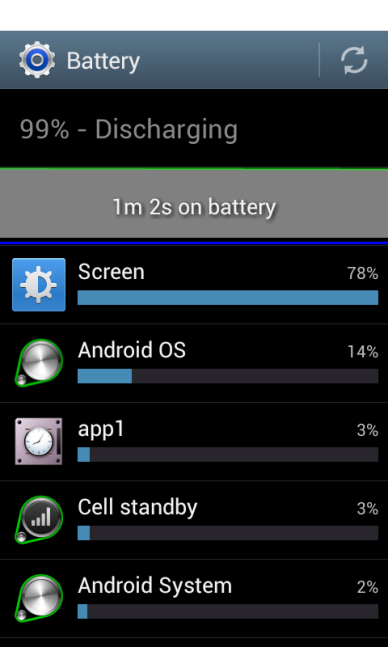 Battery
99% - Discharging
1m 2s on battery
Screen
78%
Android OS
14%
app1
3%
Cell standby
3%
Android System
2%